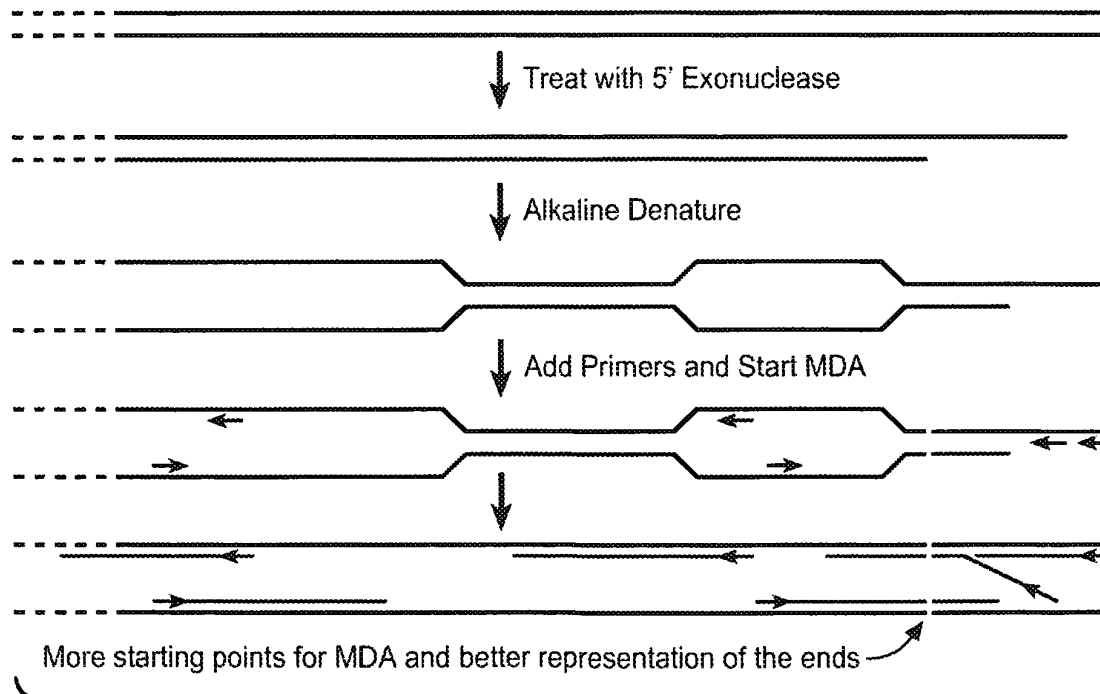 Treat with 5' Exonuclease
Alkaline Denature
Add Primers and Start MDA
More starting points for MDA and better representation of the ends